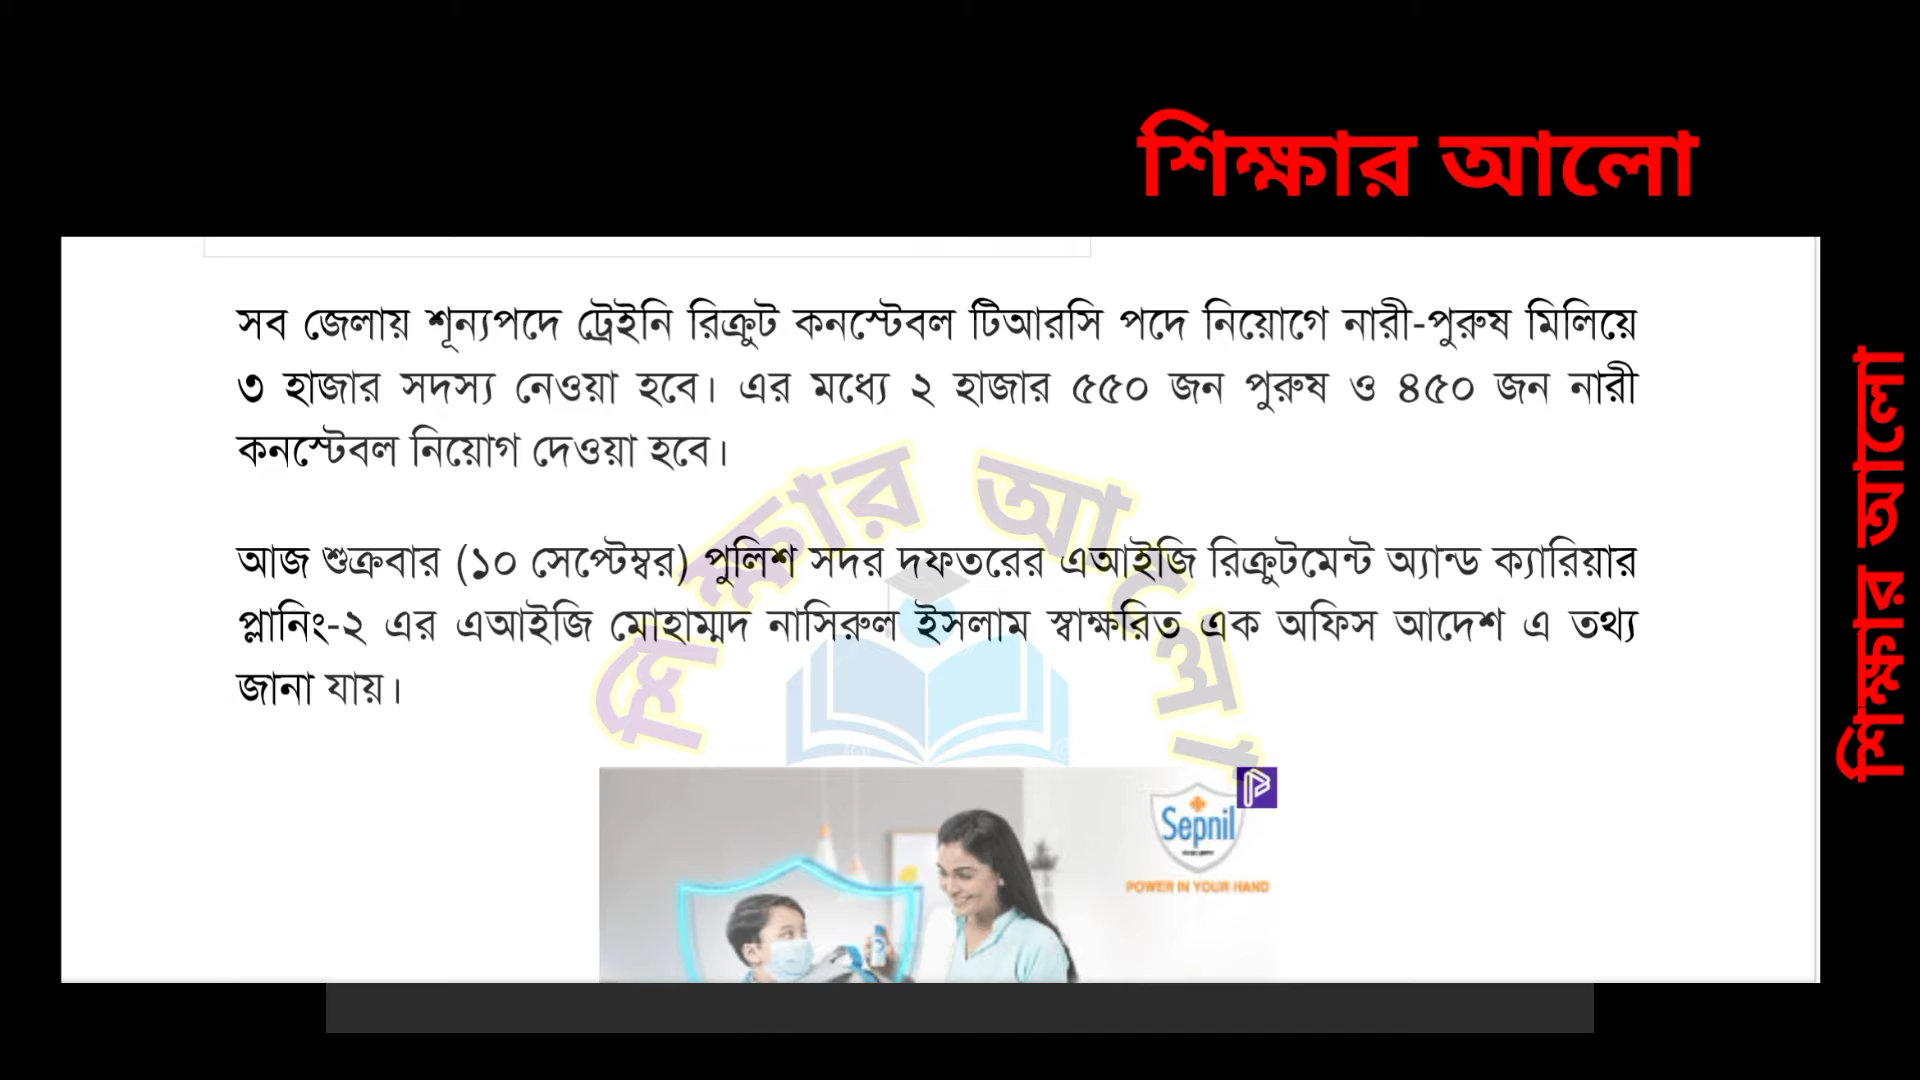 শিক্ষার আলো
সব জেলায় শূন্যপদে ট্রেইনি রিক্রুট কনস্টেবল টিআরসি পদে নিয়োগে নারী-পুরুষ মিলিয়ে
৩ হাজার সদস্য নেওয়া হবে। এর মধ্যে ২ হাজার ৫৫০ জন পুরুষ ও ৪৫০ জন নারী
কনস্টেবল নিয়োগ দেওয়া হবে।
আজ শুক্রবার (১০ সেপ্টেম্বর) পুলিশ সদর দফতরের এআইজি রিক্রুটমেন্ট অ্যান্ড ক্যারিয়ার
প্লানিং-২ এর এআইজি মোহাম্মদ নাসিরুল ইসলাম স্বাক্ষরিত এক অফিস আদেশ এ তথ্য
জানা যায়।
শিক্ষার আলো
Sepnil
POWER IN YOUR HAND
শিক্ষার আলো